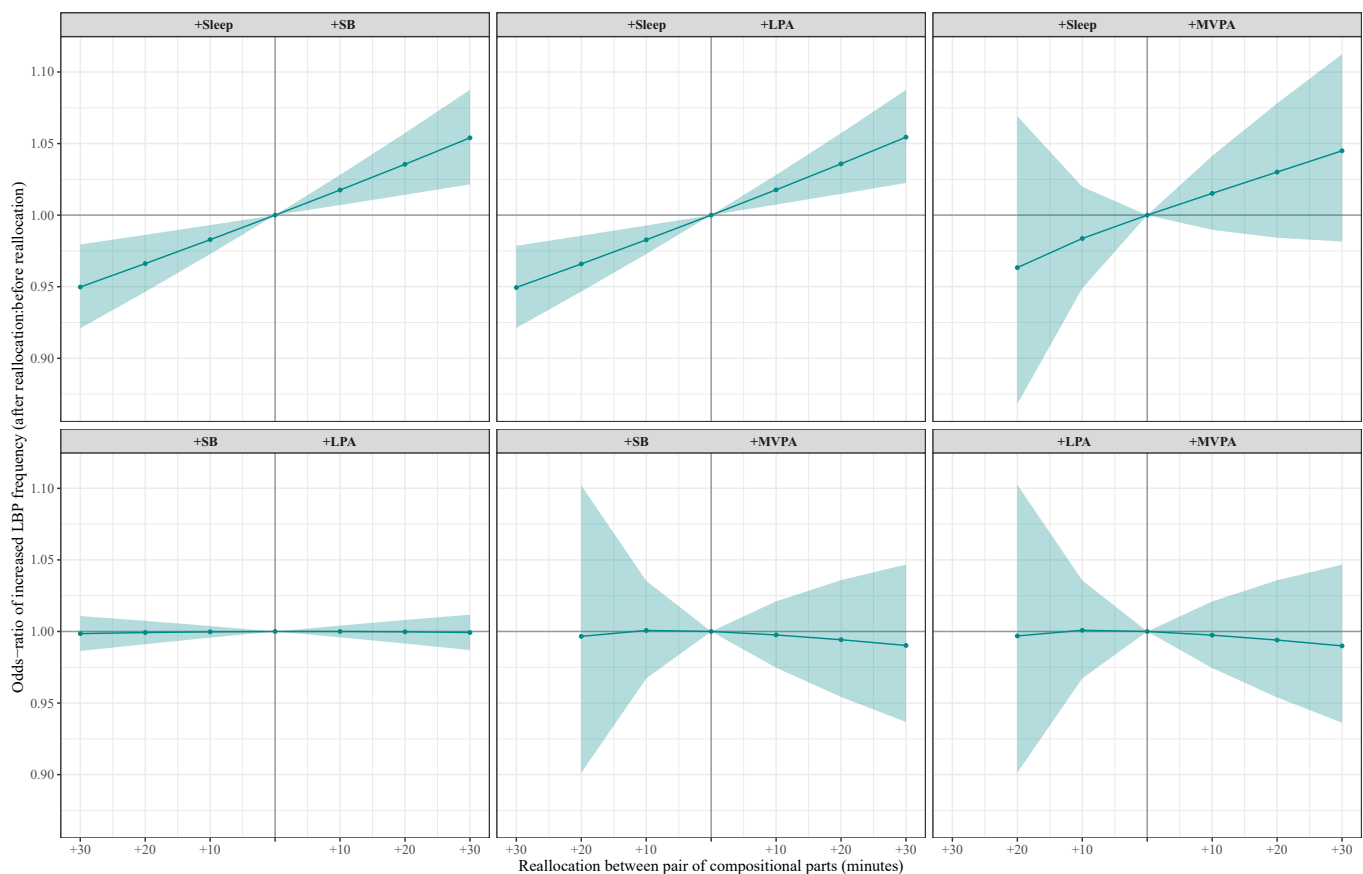 +Sleep +SB
+Sleep +LPA
+Sleep +MVPA
1.10
1.05
1.00
0.95
0.90
+SB +LPA
+SB +MVPA
+LPA +MVPA
1.10
1.05
1.00
0.95
0.90
Odds−ratio of increased LBP frequency (after reallocation:before reallocation)
+30 +20 +10 +10 +20 +30
+30 +20 +10 +10 +20 +30
+30 +20 +10 +10 +20 +30
Reallocation between pair of compositional parts (minutes)